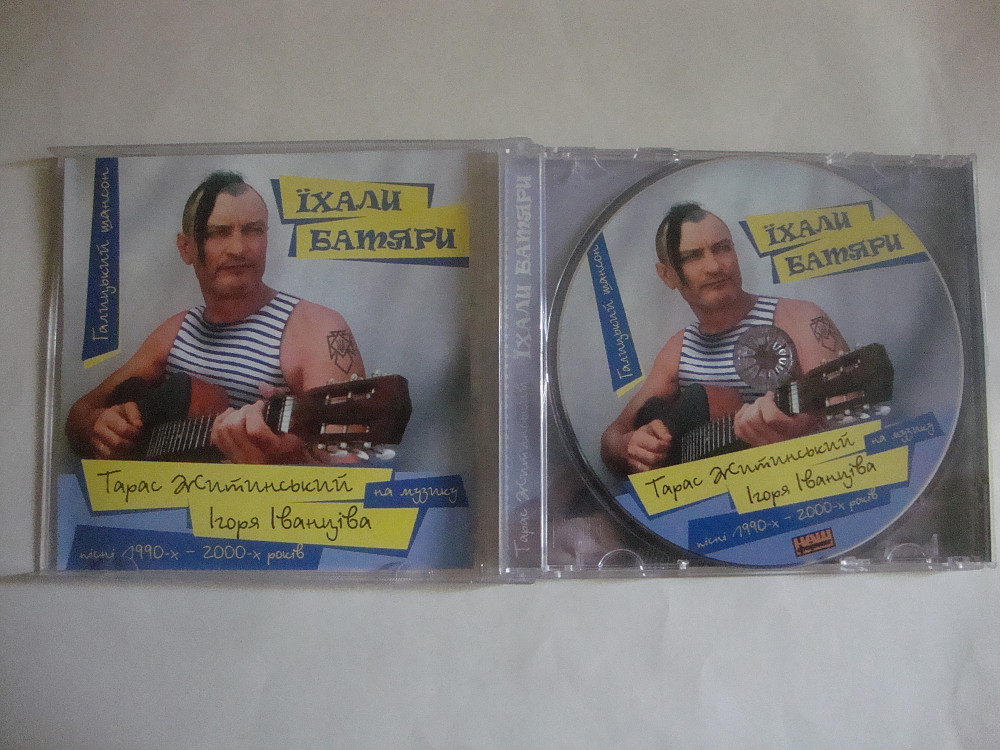 Галицький шансон
ЇХАЛИ
БАТЯРИ
Тарас Житинський
на музику
Ігоря Іванціва
пісні 1990-х – 2000-х років
Тарас Житинський ЇХАЛИ БАТЯРИ
Галицький шансон
ЇХАЛИ
БАТЯРИ
Тарас Житинський
на музику
Ігоря Іванціва
пісні 1990-х – 2000-х років
НАШ